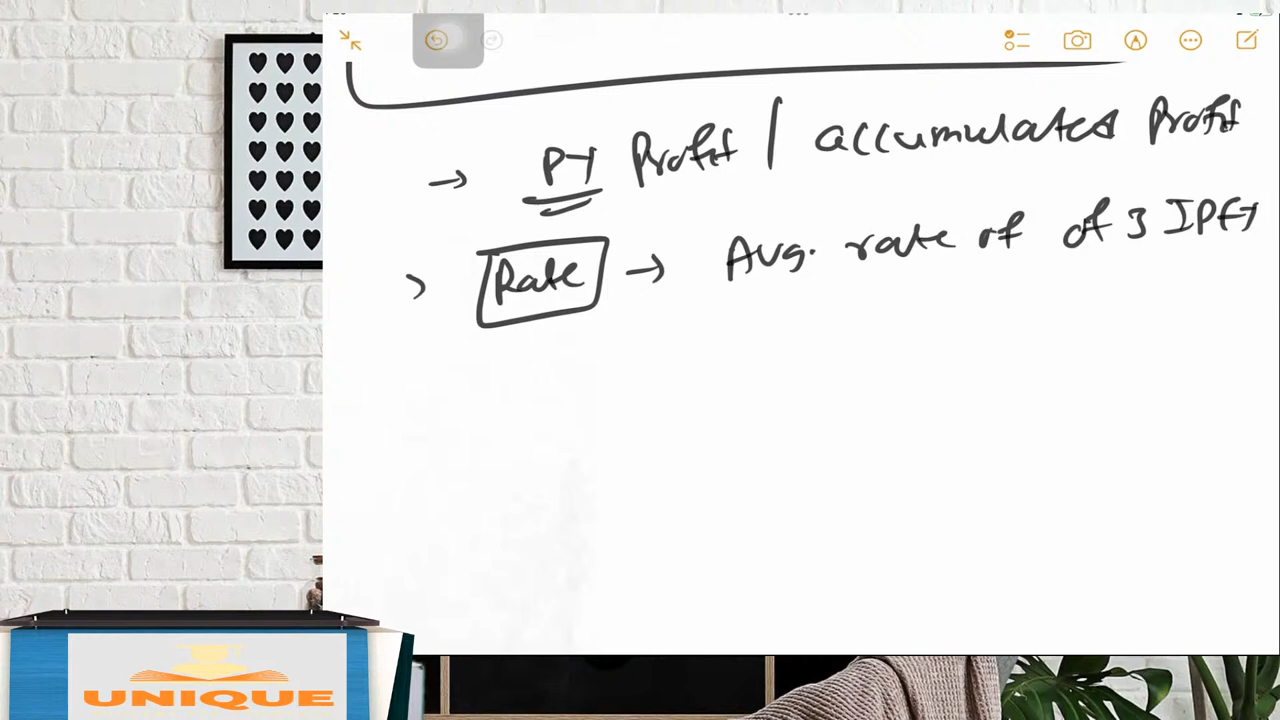 → PY Profit / accumulated Profit
> Rate → Avg. rate of of 3 IPFY
UNIQUE